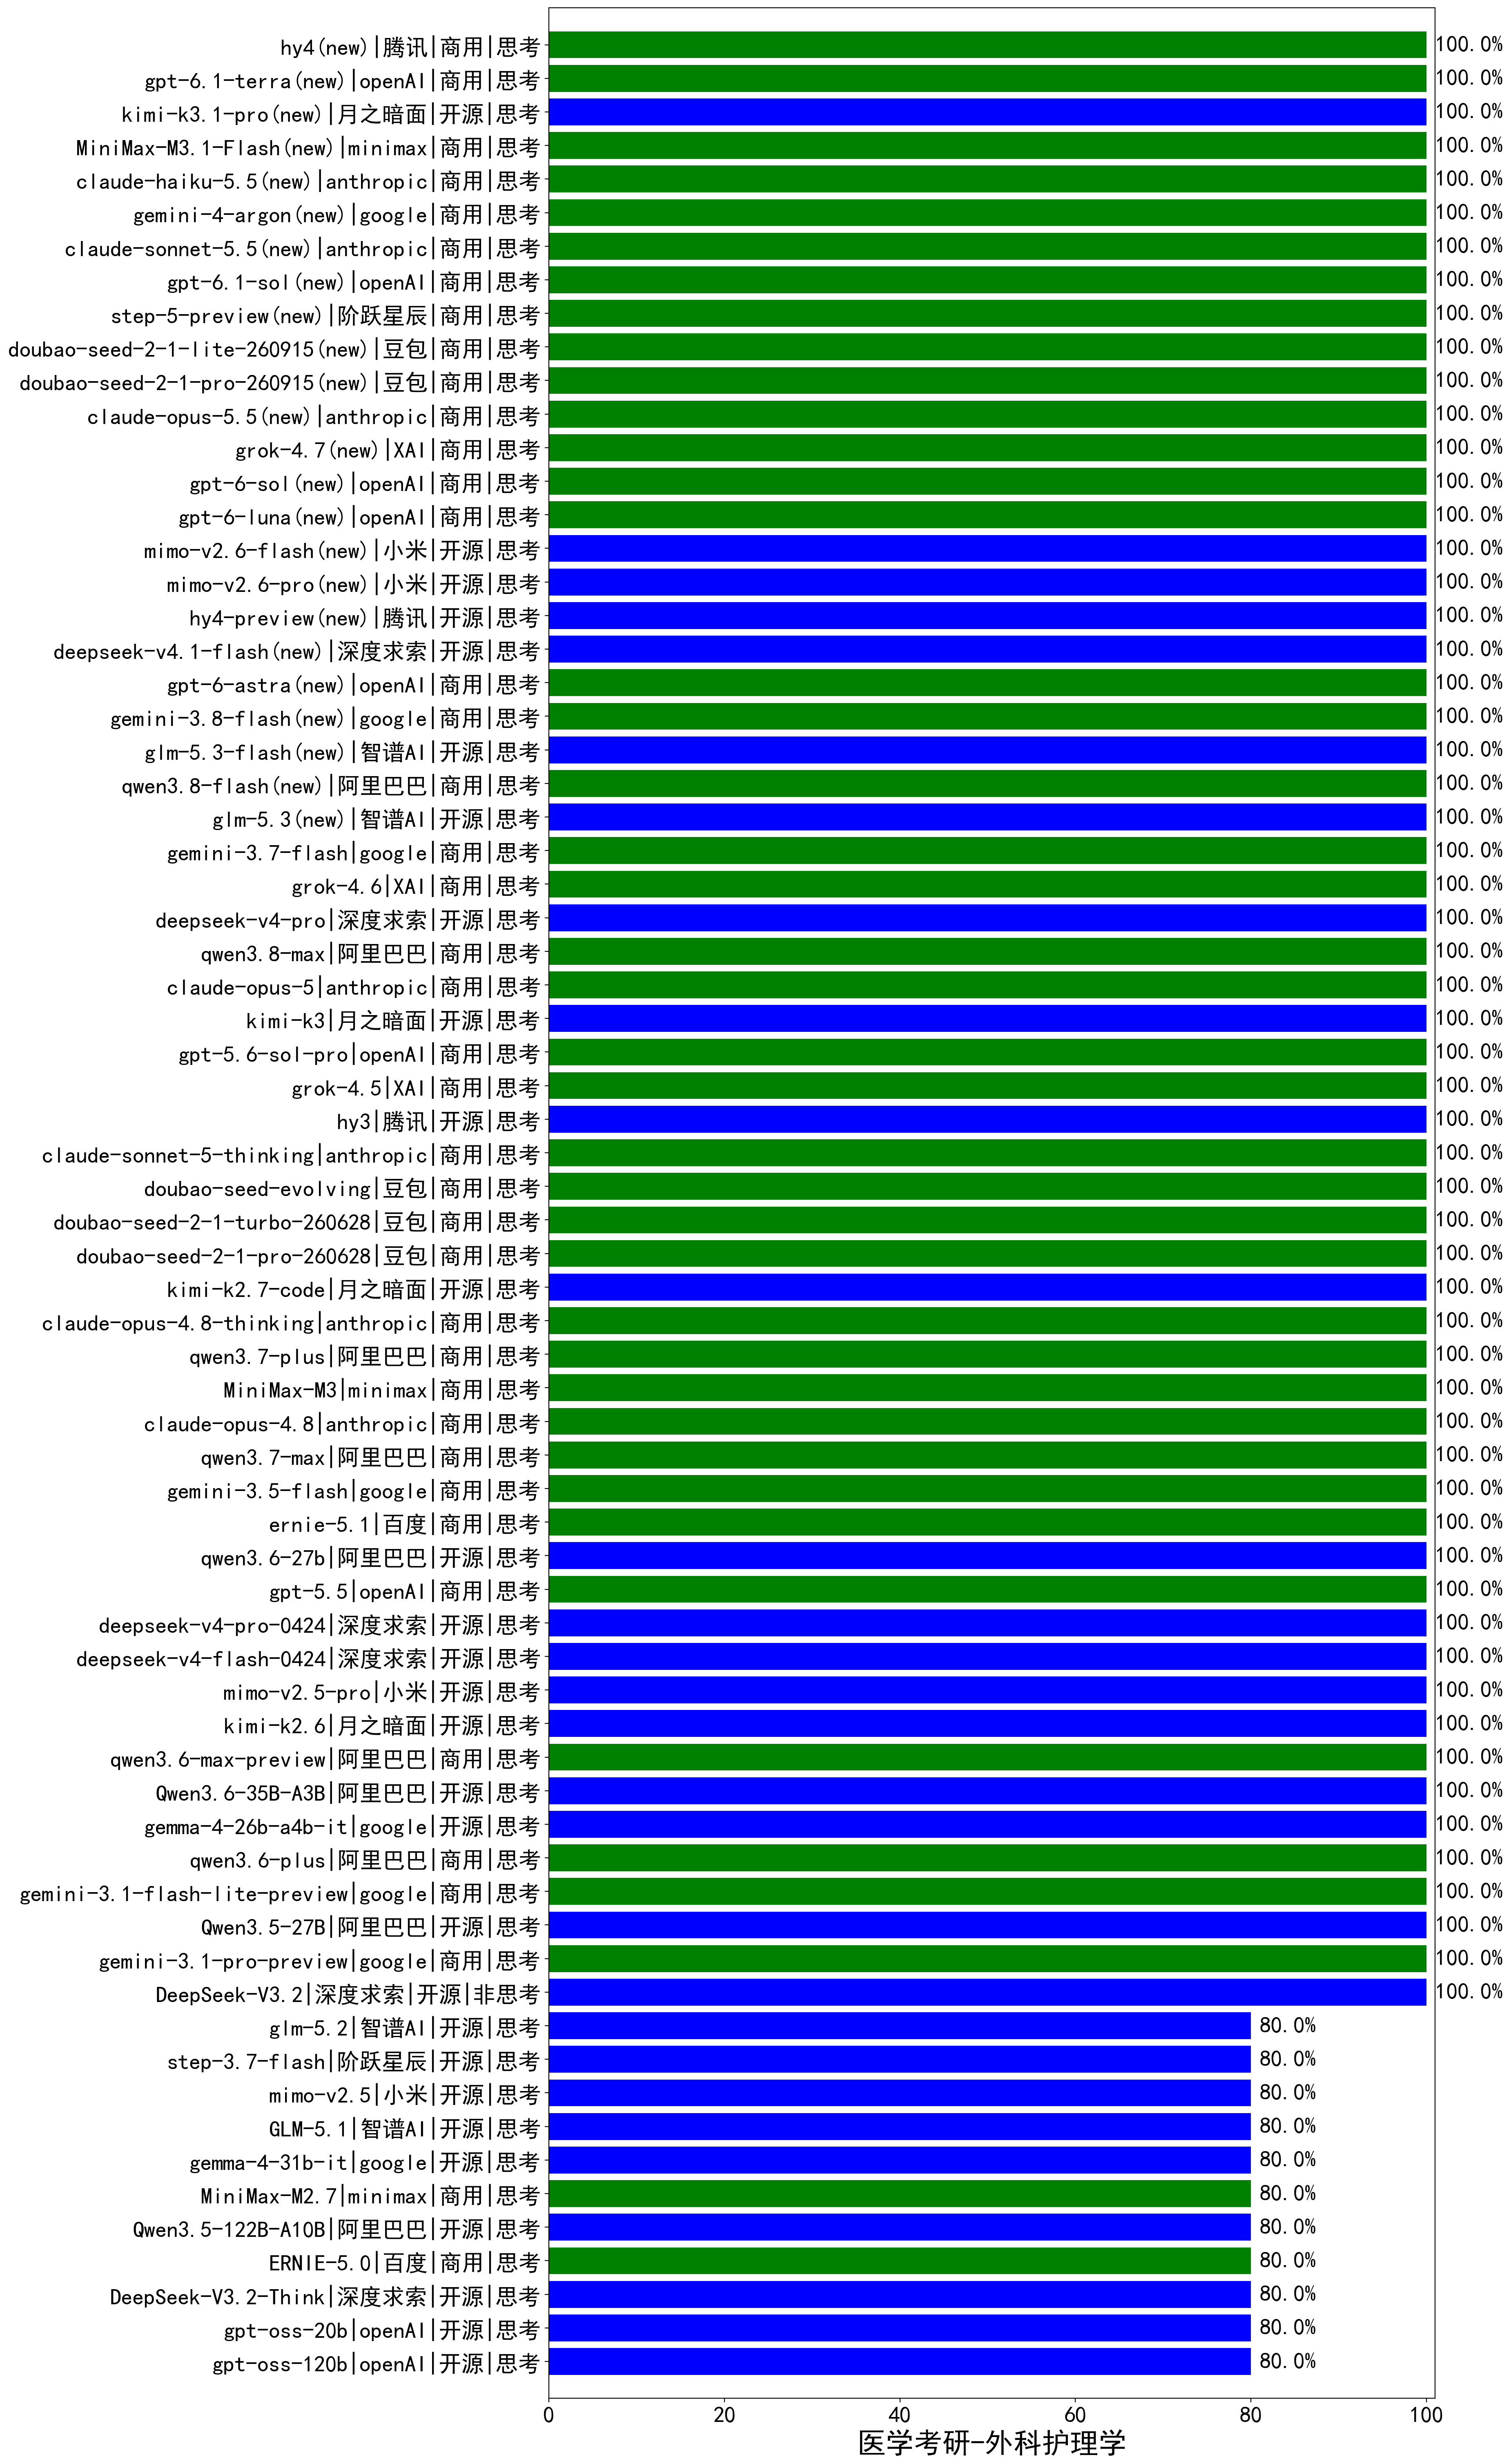 hy4(new)|腾讯|商用|思考 100.0%
gpt-6.1-terra(new)|openAI|商用|思考 100.0%
kimi-k3.1-pro(new)|月之暗面|开源|思考 100.0%
MiniMax-M3.1-Flash(new)|minimax|商用|思考 100.0%
claude-haiku-5.5(new)|anthropic|商用|思考 100.0%
gemini-4-argon(new)|google|商用|思考 100.0%
claude-sonnet-5.5(new)|anthropic|商用|思考 100.0%
gpt-6.1-sol(new)|openAI|商用|思考 100.0%
step-5-preview(new)|阶跃星辰|商用|思考 100.0%
doubao-seed-2-1-lite-260915(new)|豆包|商用|思考 100.0%
doubao-seed-2-1-pro-260915(new)|豆包|商用|思考 100.0%
claude-opus-5.5(new)|anthropic|商用|思考 100.0%
grok-4.7(new)|XAI|商用|思考 100.0%
gpt-6-sol(new)|openAI|商用|思考 100.0%
gpt-6-luna(new)|openAI|商用|思考 100.0%
mimo-v2.6-flash(new)|小米|开源|思考 100.0%
mimo-v2.6-pro(new)|小米|开源|思考 100.0%
hy4-preview(new)|腾讯|开源|思考 100.0%
deepseek-v4.1-flash(new)|深度求索|开源|思考 100.0%
gpt-6-astra(new)|openAI|商用|思考 100.0%
gemini-3.8-flash(new)|google|商用|思考 100.0%
glm-5.3-flash(new)|智谱AI|开源|思考 100.0%
qwen3.8-flash(new)|阿里巴巴|商用|思考 100.0%
glm-5.3(new)|智谱AI|开源|思考 100.0%
gemini-3.7-flash|google|商用|思考 100.0%
grok-4.6|XAI|商用|思考 100.0%
deepseek-v4-pro|深度求索|开源|思考 100.0%
qwen3.8-max|阿里巴巴|商用|思考 100.0%
claude-opus-5|anthropic|商用|思考 100.0%
kimi-k3|月之暗面|开源|思考 100.0%
gpt-5.6-sol-pro|openAI|商用|思考 100.0%
grok-4.5|XAI|商用|思考 100.0%
hy3|腾讯|开源|思考 100.0%
claude-sonnet-5-thinking|anthropic|商用|思考 100.0%
doubao-seed-evolving|豆包|商用|思考 100.0%
doubao-seed-2-1-turbo-260628|豆包|商用|思考 100.0%
doubao-seed-2-1-pro-260628|豆包|商用|思考 100.0%
kimi-k2.7-code|月之暗面|开源|思考 100.0%
claude-opus-4.8-thinking|anthropic|商用|思考 100.0%
qwen3.7-plus|阿里巴巴|商用|思考 100.0%
MiniMax-M3|minimax|商用|思考 100.0%
claude-opus-4.8|anthropic|商用|思考 100.0%
qwen3.7-max|阿里巴巴|商用|思考 100.0%
gemini-3.5-flash|google|商用|思考 100.0%
ernie-5.1|百度|商用|思考 100.0%
qwen3.6-27b|阿里巴巴|开源|思考 100.0%
gpt-5.5|openAI|商用|思考 100.0%
deepseek-v4-pro-0424|深度求索|开源|思考 100.0%
deepseek-v4-flash-0424|深度求索|开源|思考 100.0%
mimo-v2.5-pro|小米|开源|思考 100.0%
kimi-k2.6|月之暗面|开源|思考 100.0%
qwen3.6-max-preview|阿里巴巴|商用|思考 100.0%
Qwen3.6-35B-A3B|阿里巴巴|开源|思考 100.0%
gemma-4-26b-a4b-it|google|开源|思考 100.0%
qwen3.6-plus|阿里巴巴|商用|思考 100.0%
gemini-3.1-flash-lite-preview|google|商用|思考 100.0%
Qwen3.5-27B|阿里巴巴|开源|思考 100.0%
gemini-3.1-pro-preview|google|商用|思考 100.0%
DeepSeek-V3.2|深度求索|开源|非思考 100.0%
glm-5.2|智谱AI|开源|思考 80.0%
step-3.7-flash|阶跃星辰|开源|思考 80.0%
mimo-v2.5|小米|开源|思考 80.0%
GLM-5.1|智谱AI|开源|思考 80.0%
gemma-4-31b-it|google|开源|思考 80.0%
MiniMax-M2.7|minimax|商用|思考 80.0%
Qwen3.5-122B-A10B|阿里巴巴|开源|思考 80.0%
ERNIE-5.0|百度|商用|思考 80.0%
DeepSeek-V3.2-Think|深度求索|开源|思考 80.0%
gpt-oss-20b|openAI|开源|思考 80.0%
gpt-oss-120b|openAI|开源|思考 80.0%
0 20 40 60 80 100
医学考研-外科护理学